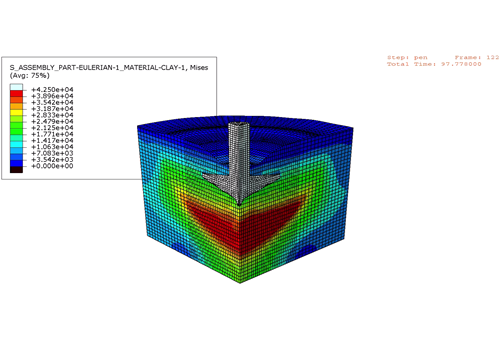 S_ASSEMBLY_PART-EULERIAN-1_MATERIAL-CLAY-1, Mises
(Avg: 75%)
+4.250e+04
+3.896e+04
+3.542e+04
+3.187e+04
+2.833e+04
+2.479e+04
+2.125e+04
+1.771e+04
+1.417e+04
+1.063e+04
+7.083e+03
+3.542e+03
+0.000e+00
Step: pen Frame: 122
Total Time: 97.778000